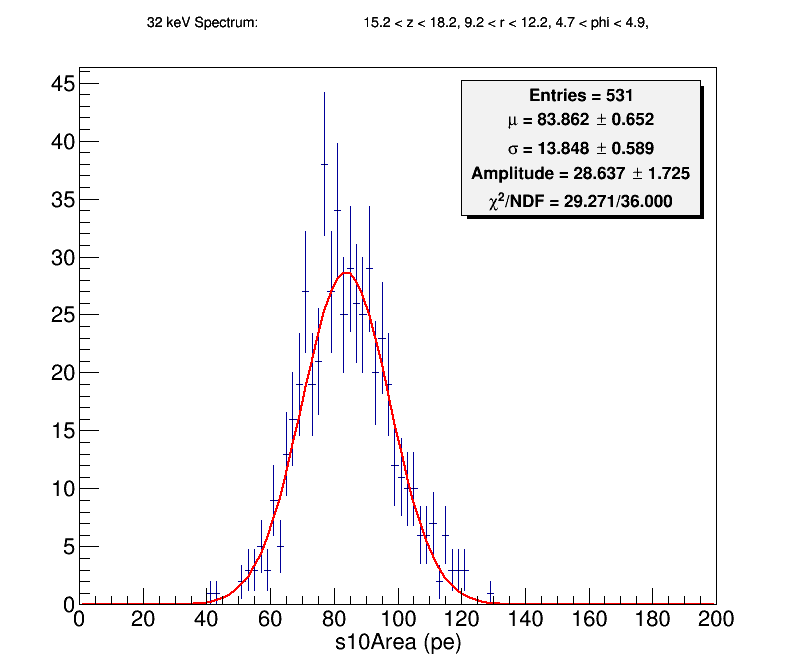 32 keV Spectrum: 15.2 < z < 18.2, 9.2 < r < 12.2, 4.7 < phi < 4.9,
Entries = 531
μ = 83.862 ± 0.652
σ = 13.848 ± 0.589
Amplitude = 28.637 ± 1.725
χ²/NDF = 29.271/36.000
45
40
35
30
25
20
15
10
5
0
0 20 40 60 80 100 120 140 160 180 200
s10Area (pe)